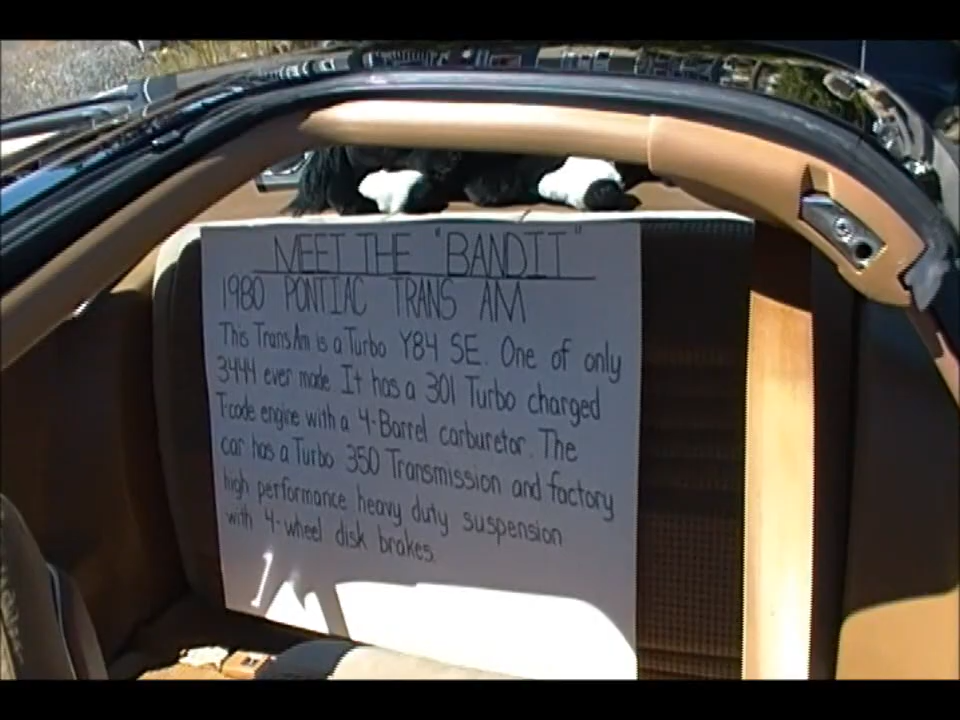 MEET THE "BANDIT"
1980 PONTIAC TRANS AM
This TransAm is a Turbo Y84 SE. One of only
3444 ever made. It has a 301 Turbo charged
T-code engine with a 4-Barrel carburetor. The
car has a Turbo 350 Transmission and factory
high performance heavy duty suspension
with 4-wheel disk brakes.